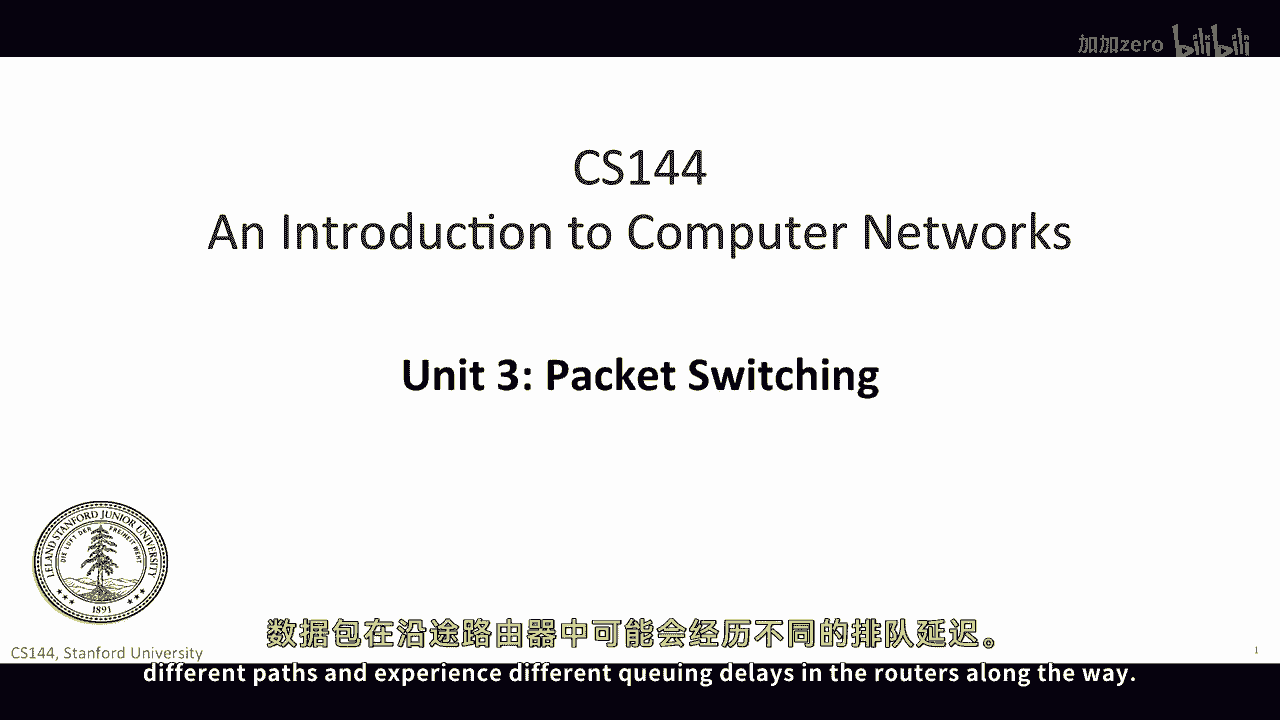 加加zero bilibili
CS144
An Introduction to Computer Networks
Unit 3: Packet Switching
LELAND STANFORD JUNIOR UNIVERSITY
DIE LUFT DER FREIHEIT WEHT
1891
数据包在沿途路由器中可能会经历不同的排队延迟。
CS144, Stanford University
1
different paths and experience different queuing delays in the routers along the way.